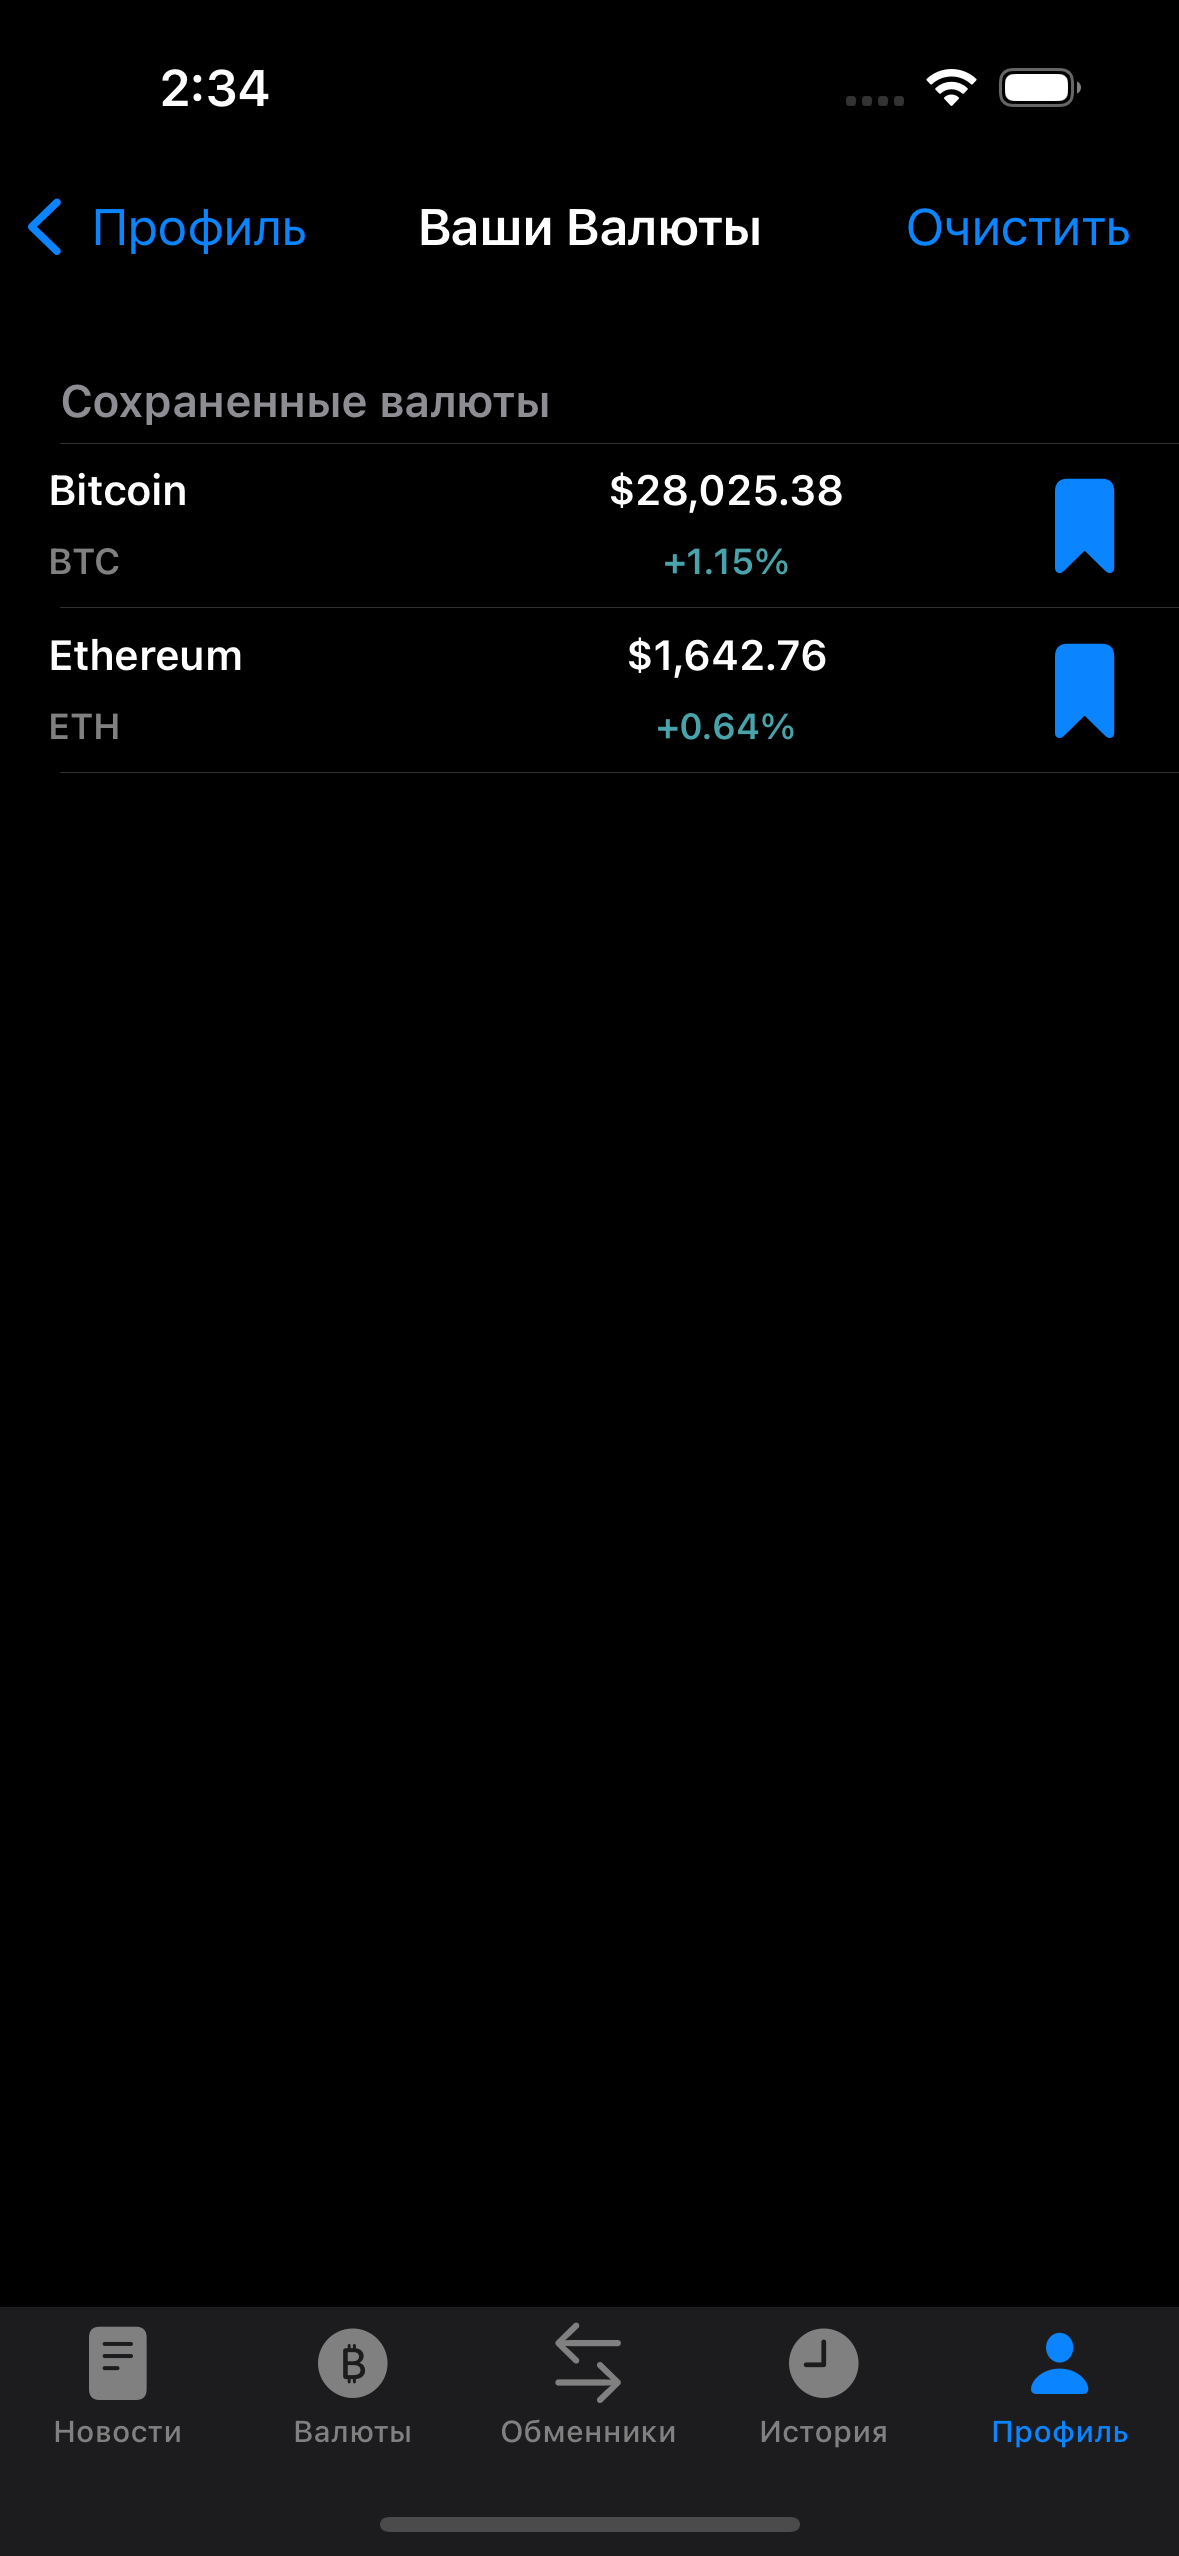 2:34
Профиль Ваши Валюты Очистить
Сохраненные валюты
Bitcoin $28,025.38
BTC +1.15%
Ethereum $1,642.76
ETH +0.64%
Новости Валюты Обменники История Профиль